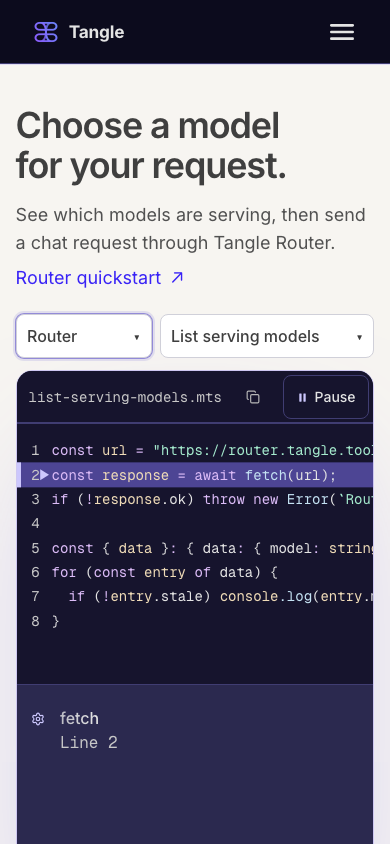 Tangle
Choose a model
for your request.
See which models are serving, then send
a chat request through Tangle Router.
Router quickstart ↗
Router ▾
List serving models ▾
list-serving-models.mts
Pause
1 const url = "https://router.tangle.tool
2 const response = await fetch(url);
3 if (!response.ok) throw new Error(`Rout
4
5 const { data }: { data: { model: string
6 for (const entry of data) {
7   if (!entry.stale) console.log(entry.m
8 }
fetch
Line 2